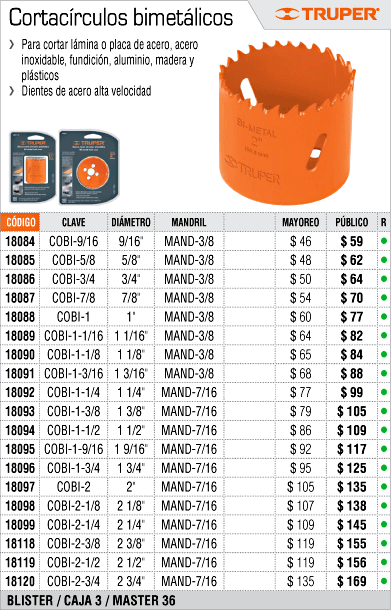 Cortacírculos bimetálicos
TRUPER
Para cortar lámina o placa de acero, acero
inoxidable, fundición, aluminio, madera y
plásticos
Dientes de acero alta velocidad
BI-METAL
TRUPER
TRUPER
CÓDIGO CLAVE DIÁMETRO MANDRIL MAYOREO PÚBLICO R
18084 COBI-9/16 9/16" MAND-3/8 $ 46 $ 59
18085 COBI-5/8 5/8" MAND-3/8 $ 48 $ 62
18086 COBI-3/4 3/4" MAND-3/8 $ 50 $ 64
18087 COBI-7/8 7/8" MAND-3/8 $ 54 $ 70
18088 COBI-1 1" MAND-3/8 $ 60 $ 77
18089 COBI-1-1/16 1 1/16" MAND-3/8 $ 64 $ 82
18090 COBI-1-1/8 1 1/8" MAND-3/8 $ 65 $ 84
18091 COBI-1-3/16 1 3/16" MAND-3/8 $ 68 $ 88
18092 COBI-1-1/4 1 1/4" MAND-7/16 $ 77 $ 99
18093 COBI-1-3/8 1 3/8" MAND-7/16 $ 79 $ 105
18094 COBI-1-1/2 1 1/2" MAND-7/16 $ 86 $ 109
18095 COBI-1-9/16 1 9/16" MAND-7/16 $ 92 $ 117
18096 COBI-1-3/4 1 3/4" MAND-7/16 $ 95 $ 125
18097 COBI-2 2" MAND-7/16 $ 105 $ 135
18098 COBI-2-1/8 2 1/8" MAND-7/16 $ 107 $ 138
18099 COBI-2-1/4 2 1/4" MAND-7/16 $ 109 $ 145
18118 COBI-2-3/8 2 3/8" MAND-7/16 $ 119 $ 155
18119 COBI-2-1/2 2 1/2" MAND-7/16 $ 119 $ 156
18120 COBI-2-3/4 2 3/4" MAND-7/16 $ 135 $ 169
BLISTER / CAJA 3 / MASTER 36